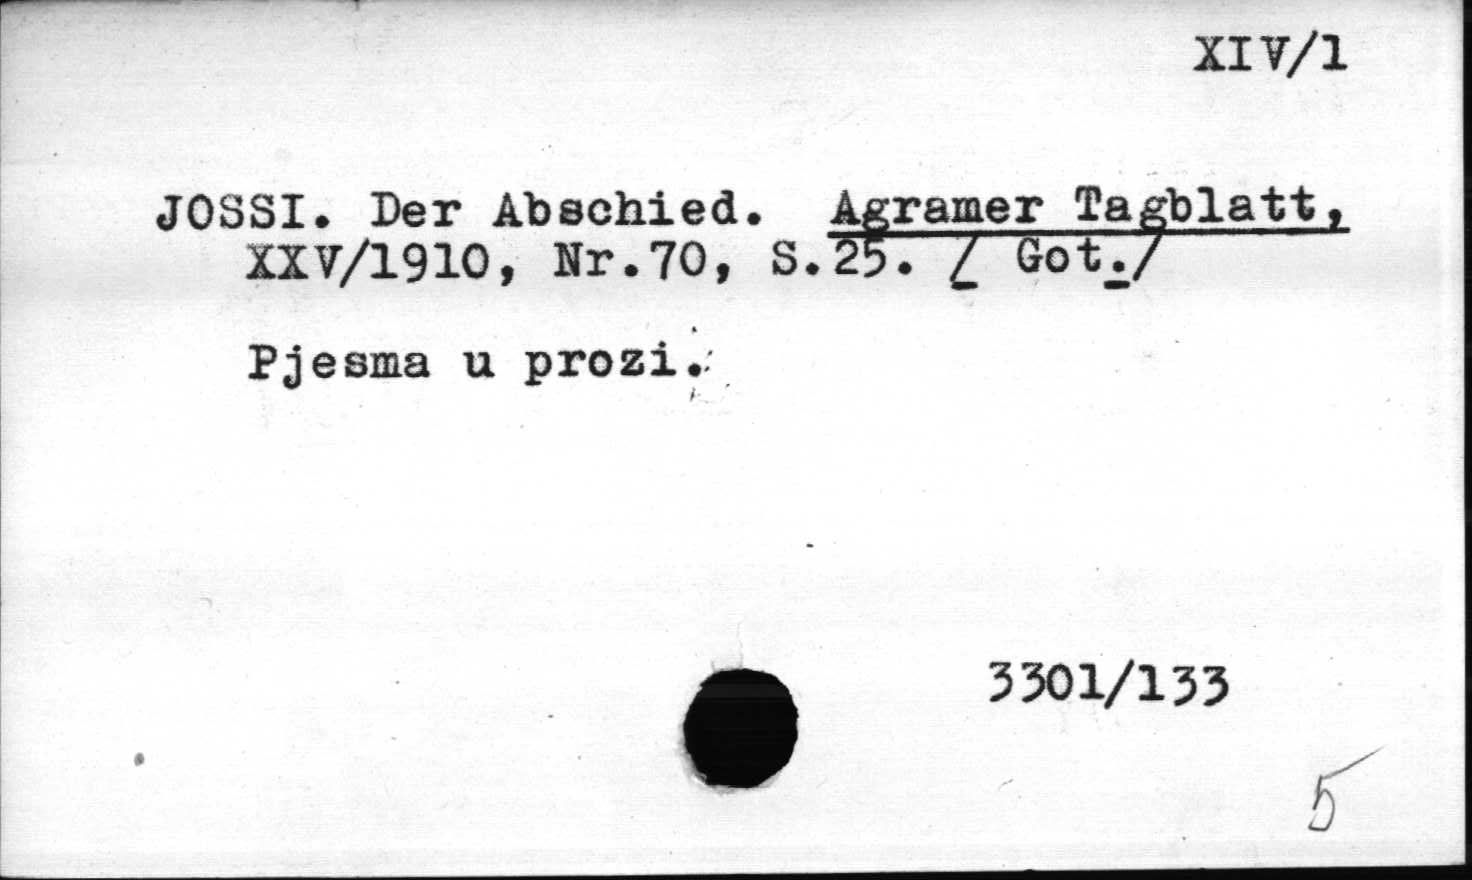 XIV/1
JOSSI. Der Abschied. Agramer Tagblatt,
XXV/1910, Nr.70, S.25. / Got./
Pjesma u prozi.
3301/133
5